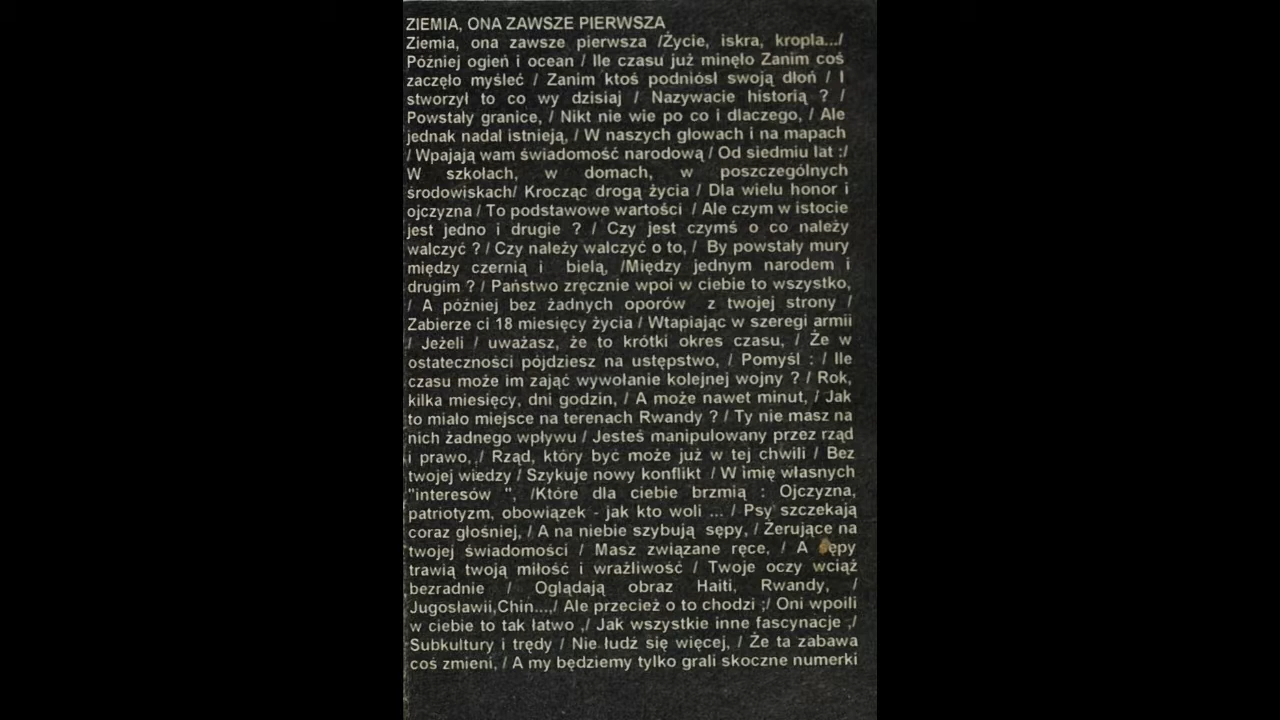 ZIEMIA, ONA ZAWSZE PIERWSZA
Ziemia, ona zawsze pierwsza /Życie, iskra, kropla.../
Później ogień i ocean / Ile czasu już minęło Zanim coś
zaczęło myśleć / Zanim ktoś podniósł swoją dłoń / I
stworzył to co wy dzisiaj / Nazywacie historią ? /
Powstały granice, / Nikt nie wie po co i dlaczego, / Ale
jednak nadal istnieją, / W naszych głowach i na mapach
/ Wpajają wam świadomość narodową / Od siedmiu lat :/
W szkołach, w domach, w poszczególnych
środowiskach/ Krocząc drogą życia / Dla wielu honor i
ojczyzna / To podstawowe wartości / Ale czym w istocie
jest jedno i drugie ? / Czy jest czymś o co należy
walczyć ? / Czy należy walczyć o to, / By powstały mury
między czernią i bielą, /Między jednym narodem i
drugim ? / Państwo zręcznie wpoi w ciebie to wszystko,
/ A później bez żadnych oporów z twojej strony /
Zabierze ci 18 miesięcy życia / Wtapiając w szeregi armii
/ Jeżeli / uważasz, że to krótki okres czasu, / Że w
ostateczności pójdziesz na ustępstwo, / Pomyśl : / Ile
czasu może im zająć wywołanie kolejnej wojny ? / Rok,
kilka miesięcy, dni godzin, / A może nawet minut, / Jak
to miało miejsce na terenach Rwandy ? / Ty nie masz na
nich żadnego wpływu / Jesteś manipulowany przez rząd
i prawo, / Rząd, który być może już w tej chwili / Bez
twojej wiedzy / Szykuje nowy konflikt / W imię własnych
"interesów ", /Które dla ciebie brzmią : Ojczyzna,
patriotyzm, obowiązek - jak kto woli ... / Psy szczekają
coraz głośniej, / A na niebie szybują sępy, / Żerujące na
twojej świadomości / Masz związane ręce, / A sępy
trawią twoją miłość i wrażliwość / Twoje oczy wciąż
bezradnie / Oglądają obraz Haiti, Rwandy, /
Jugosławii,Chin..../ Ale przecież o to chodzi ;/ Oni wpoili
w ciebie to tak łatwo ,/ Jak wszystkie inne fascynacje ,/
Subkultury i trędy / Nie łudź się więcej, / Że ta zabawa
coś zmieni, / A my będziemy tylko grali skoczne numerki